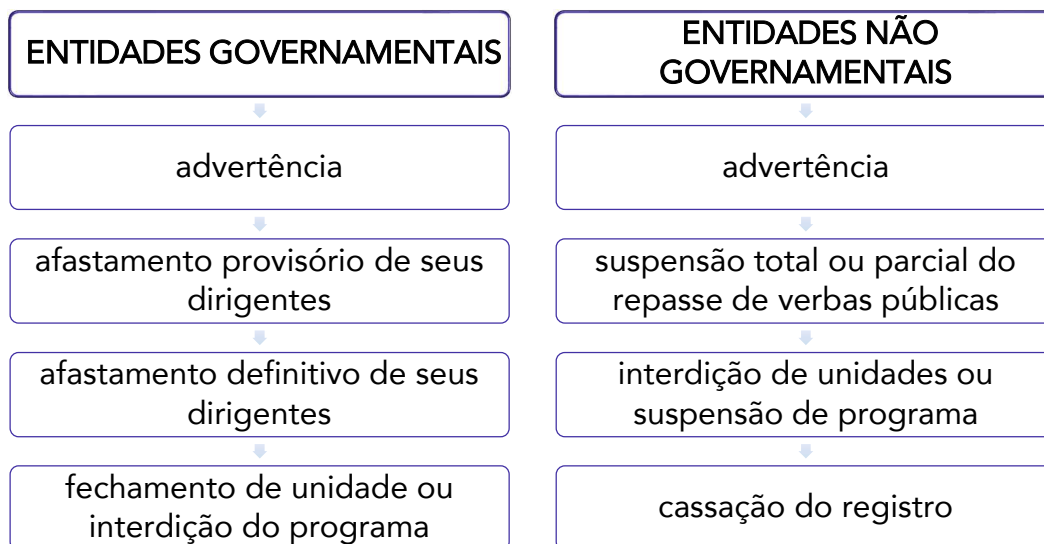 ENTIDADES GOVERNAMENTAIS
advertência
afastamento provisório de seus
dirigentes
afastamento definitivo de seus
dirigentes
fechamento de unidade ou
interdição do programa
ENTIDADES NÃO
GOVERNAMENTAIS
advertência
suspensão total ou parcial do
repasse de verbas públicas
interdição de unidades ou
suspensão de programa
cassação do registro